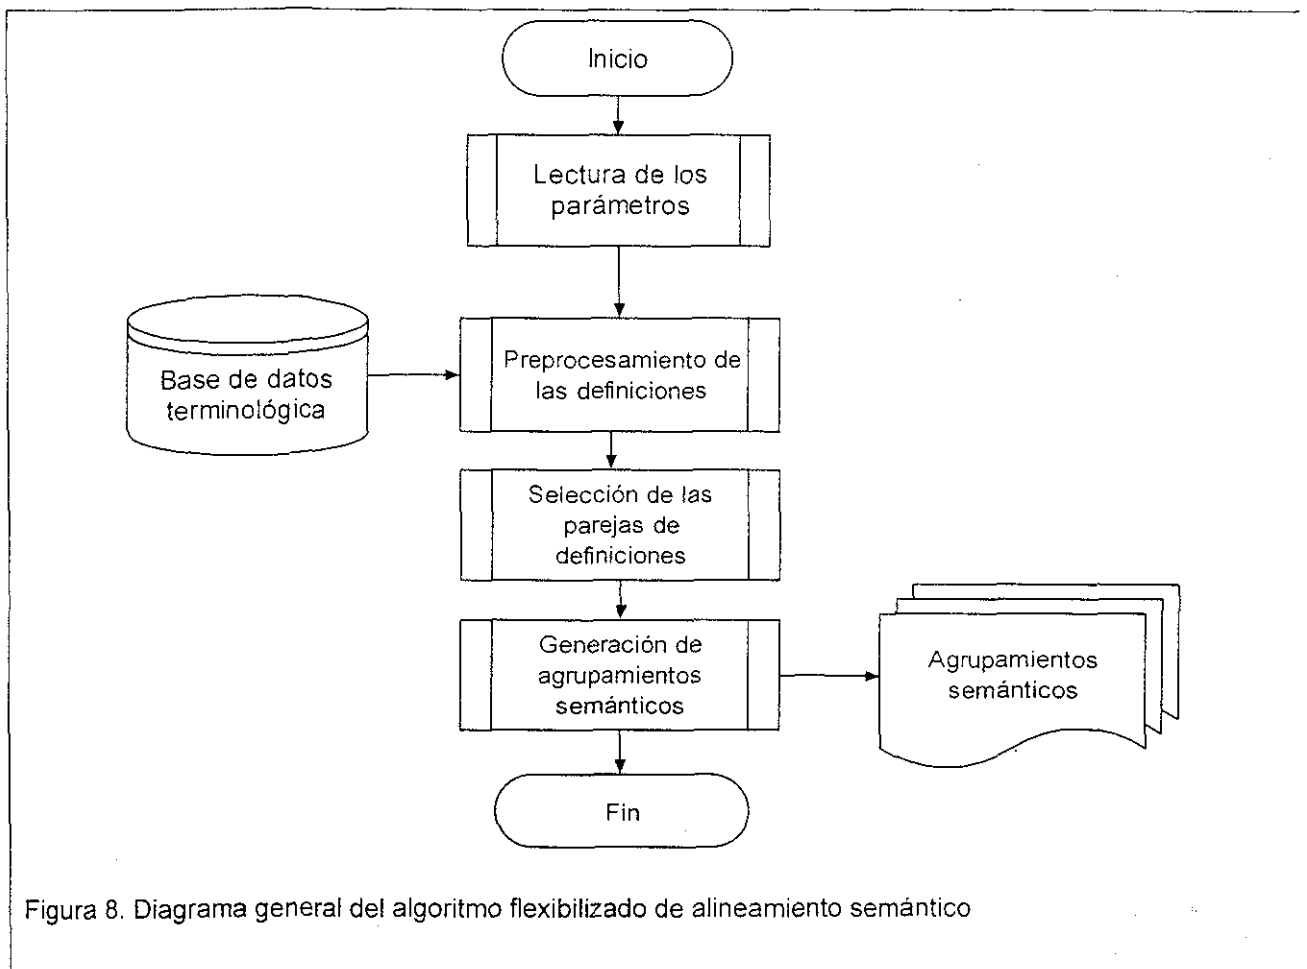 Inicio
Lectura de los
parámetros
Base de datos
terminológica
Preprocesamiento de
las definiciones
Selección de las
parejas de
definiciones
Generación de
agrupamientos
semánticos
Agrupamientos
semánticos
Fin
Figura 8. Diagrama general del algoritmo flexibilizado de alineamiento semántico